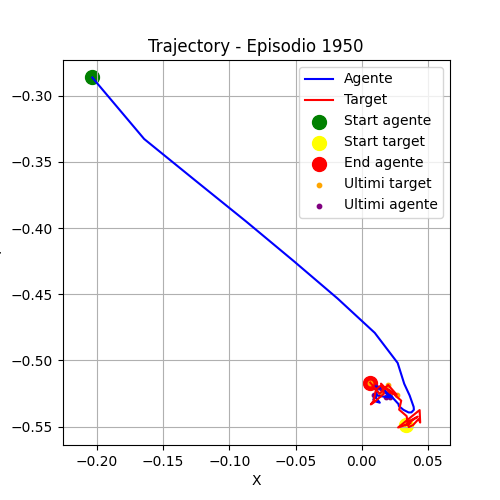 Trajectory - Episodio 1950
Agente
Target
Start agente
Start target
End agente
Ultimi target
Ultimi agente
−0.30
−0.35
−0.40
−0.45
−0.50
−0.55
−0.20
−0.15
−0.10
−0.05
0.00
0.05
X